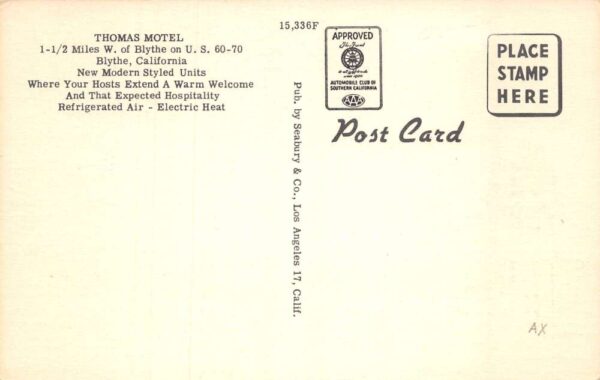 THOMAS MOTEL
1-1/2 Miles W. of Blythe on U. S. 60-70
Blythe, California
New Modern Styled Units
Where Your Hosts Extend A Warm Welcome
And That Expected Hospitality
Refrigerated Air - Electric Heat
15,336F
Pub. by Seabury & Co., Los Angeles 17, Calif.
APPROVED
AUTOMOBILE CLUB OF
SOUTHERN CALIFORNIA
AAA
Post Card
PLACE
STAMP
HERE
AX